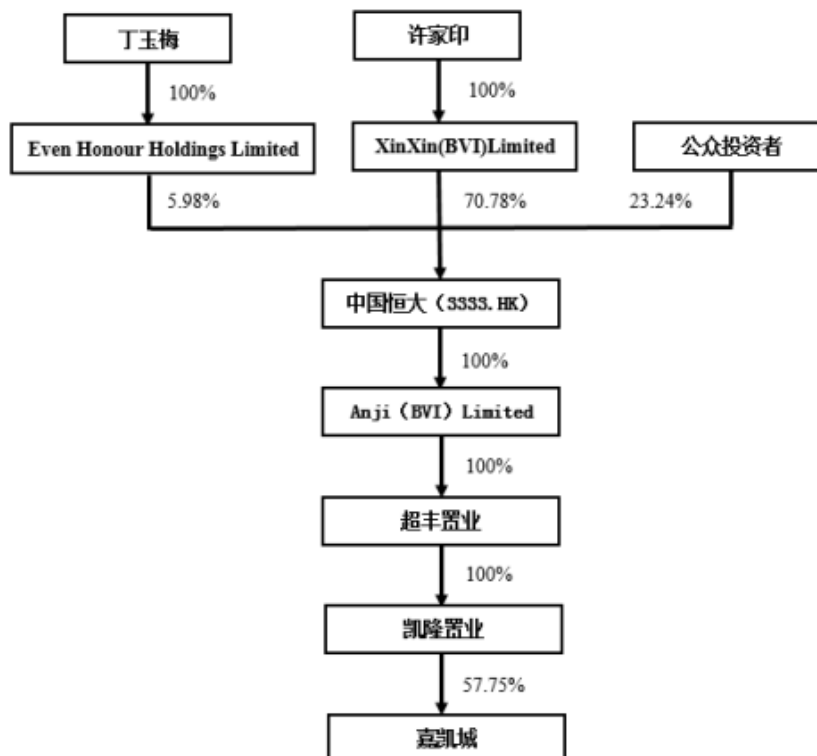 丁玉梅
许家印
100%
100%
Even Honour Holdings Limited
XinXin(BVI)Limited
公众投资者
5.98%
70.78%
23.24%
中国恒大（3333.HK）
100%
Anji（BVI）Limited
100%
超丰置业
100%
凯隆置业
57.75%
嘉凯城